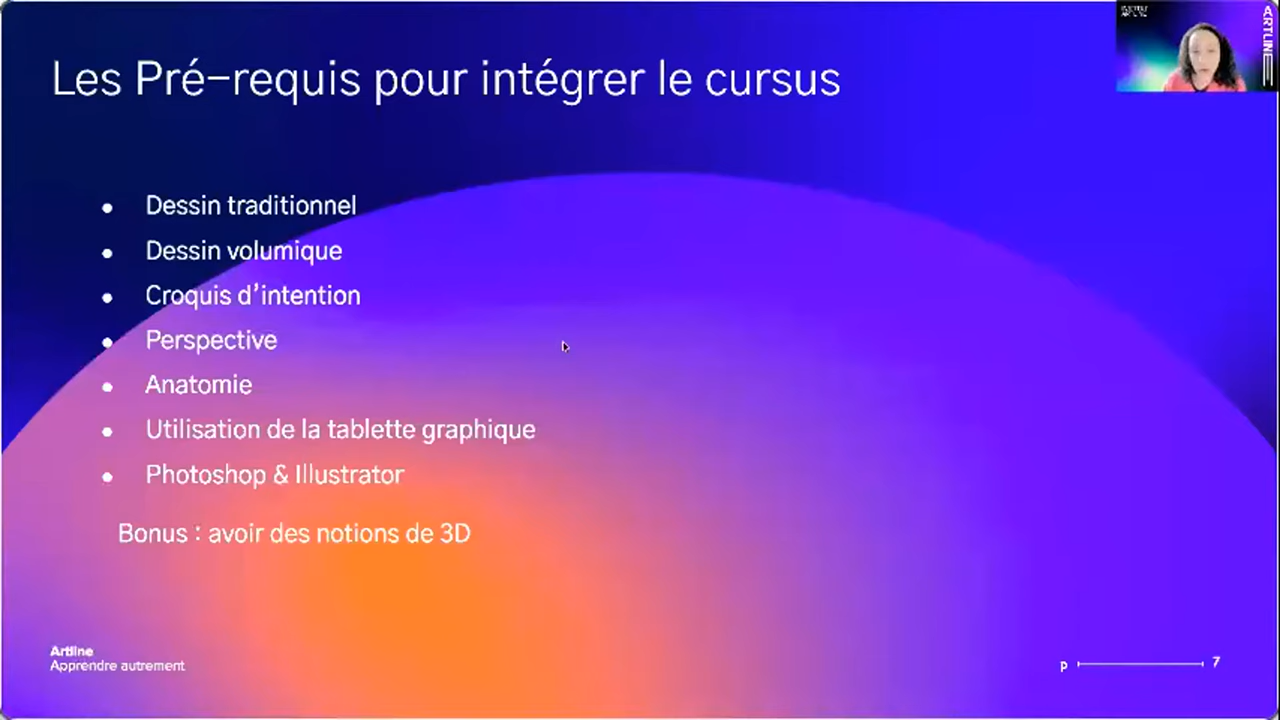 Les Pré-requis pour intégrer le cursus
ARTLINE
• Dessin traditionnel
• Dessin volumique
• Croquis d’intention
• Perspective
• Anatomie
• Utilisation de la tablette graphique
• Photoshop & Illustrator
Bonus : avoir des notions de 3D
Artline
Apprendre autrement
p 7